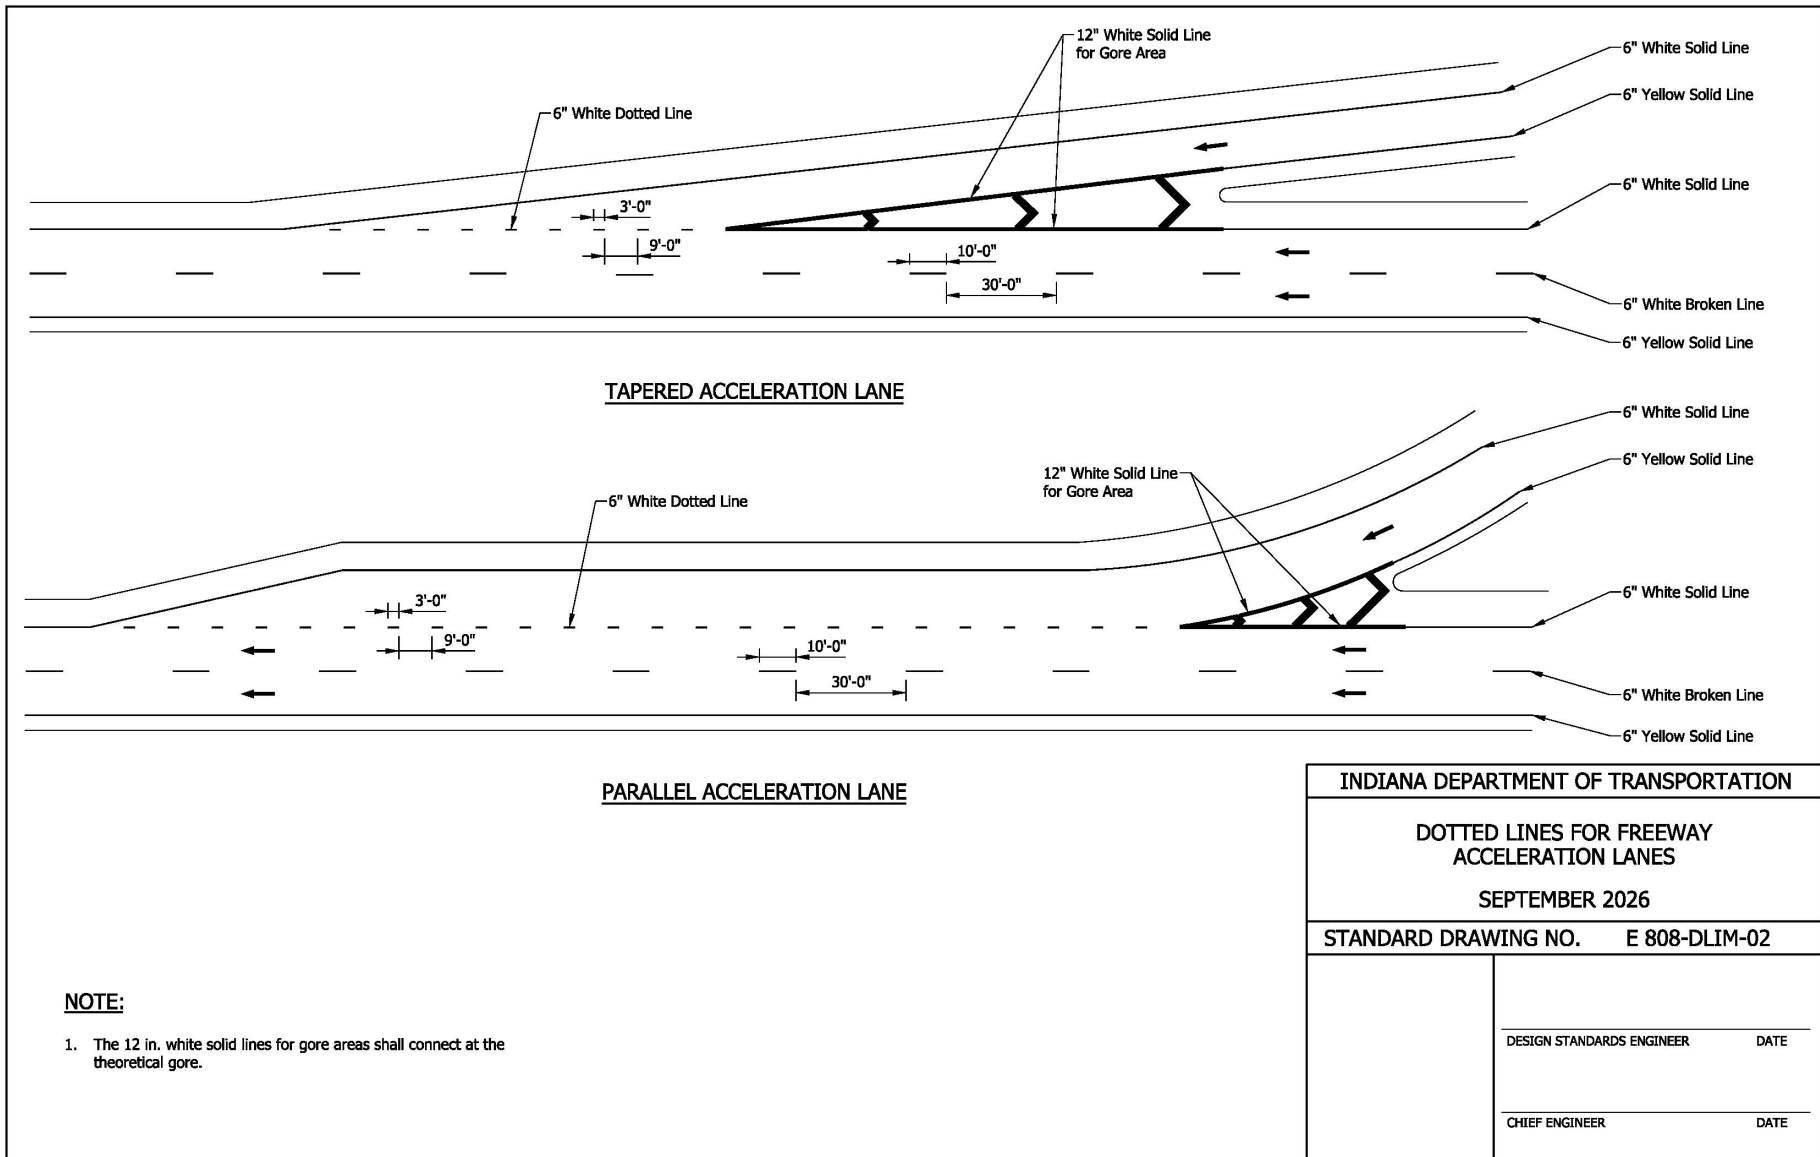 12" White Solid Line
for Gore Area
6" White Solid Line
6" Yellow Solid Line
6" White Dotted Line
6" White Solid Line
3'-0"
9'-0"
10'-0"
30'-0"
6" White Broken Line
6" Yellow Solid Line
TAPERED ACCELERATION LANE
6" White Solid Line
6" Yellow Solid Line
12" White Solid Line
for Gore Area
6" White Dotted Line
6" White Solid Line
3'-0"
9'-0"
10'-0"
30'-0"
6" White Broken Line
6" Yellow Solid Line
PARALLEL ACCELERATION LANE
INDIANA DEPARTMENT OF TRANSPORTATION
DOTTED LINES FOR FREEWAY
ACCELERATION LANES
SEPTEMBER 2026
STANDARD DRAWING NO. E 808-DLIM-02
NOTE:
1. The 12 in. white solid lines for gore areas shall connect at the
theoretical gore.
DESIGN STANDARDS ENGINEER DATE
CHIEF ENGINEER DATE